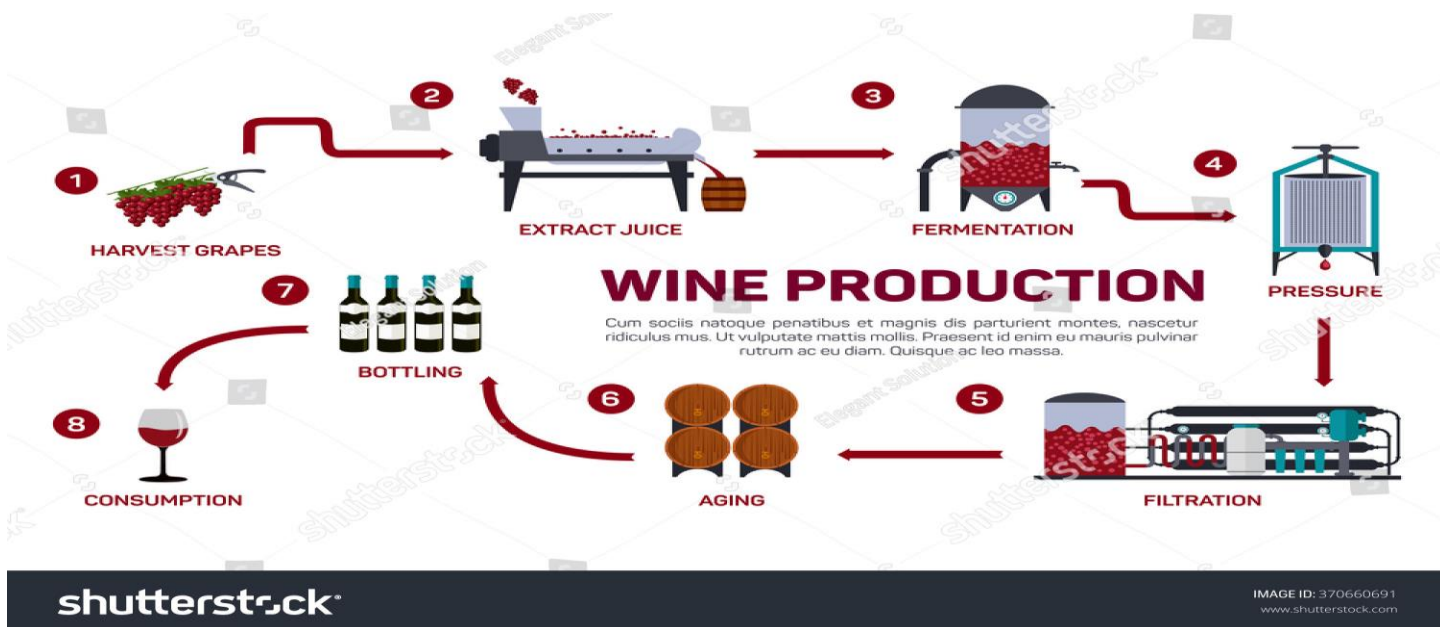 1
HARVEST GRAPES
2
EXTRACT JUICE
3
FERMENTATION
4
PRESSURE
WINE PRODUCTION
Cum sociis natoque penatibus et magnis dis parturient montes, nascetur
ridiculus mus. Ut vulputate mattis mollis. Praesent id enim eu mauris pulvinar
rutrum ac eu diam. Quisque ac leo massa.
5
FILTRATION
6
AGING
7
BOTTLING
8
CONSUMPTION
Elegant Solution
shutterstock
shutterstock
IMAGE ID: 370660691
www.shutterstock.com